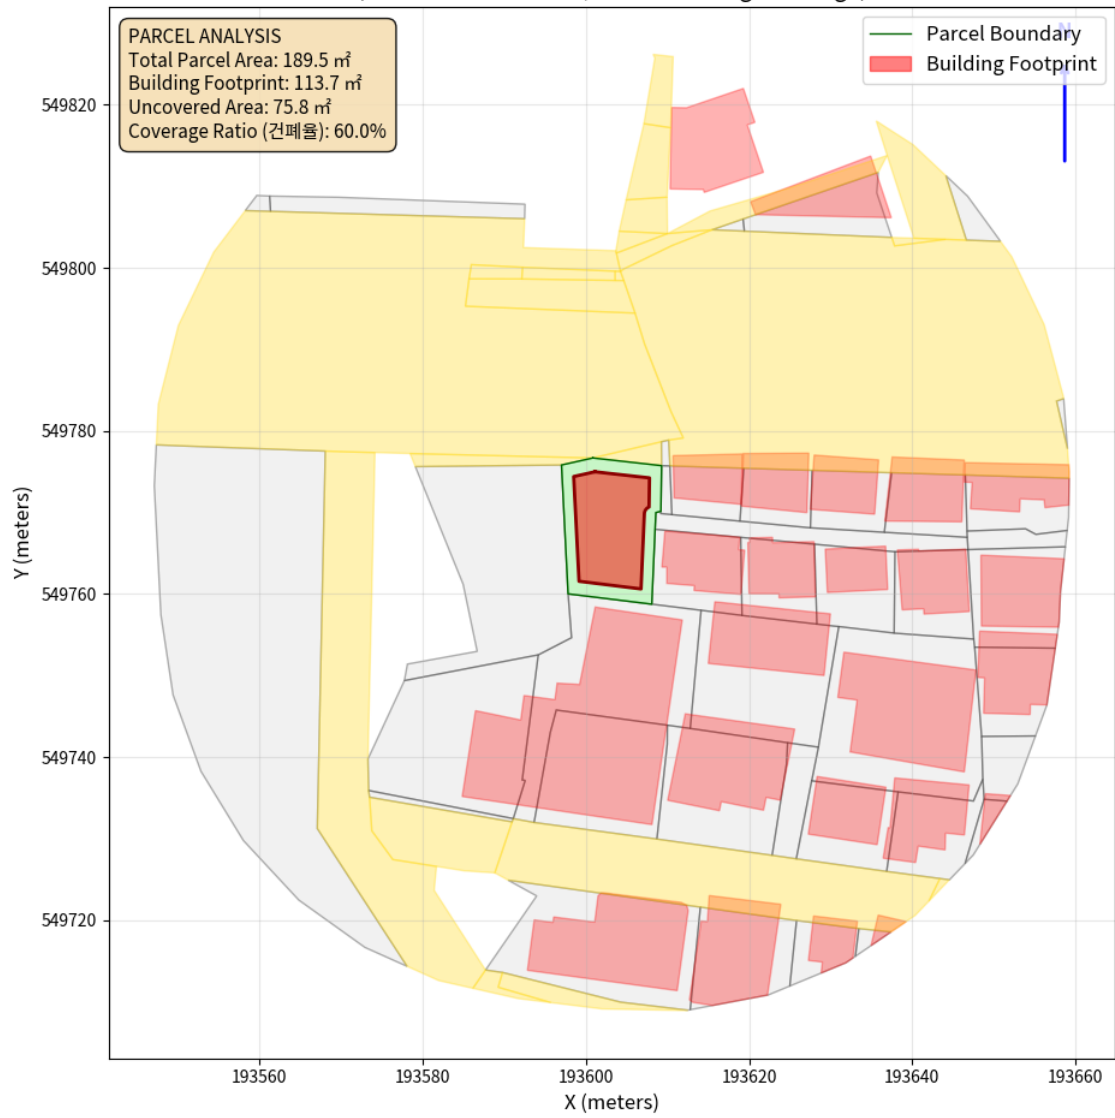 PARCEL ANALYSIS
Total Parcel Area: 189.5 ㎡
Building Footprint: 113.7 ㎡
Uncovered Area: 75.8 ㎡
Coverage Ratio (건폐율): 60.0%
Parcel Boundary
Building Footprint
N
549820
549800
549780
549760
549740
549720
Y (meters)
193560
193580
193600
193620
193640
193660
X (meters)